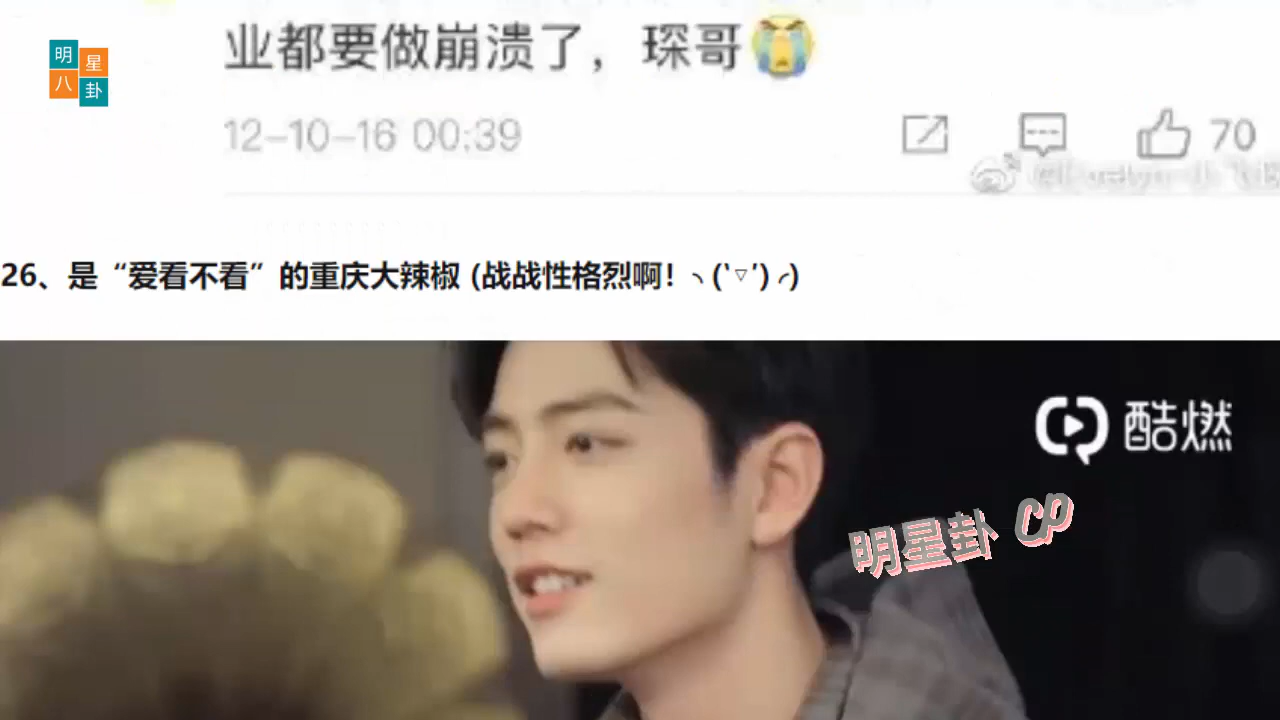 明星
八卦
业都要做崩溃了，琛哥😭
12-10-16 00:39
70
26、是“爱看不看”的重庆大辣椒 (战战性格烈啊！╮(‵▽′)╭)
酷燃
明星卦 CP